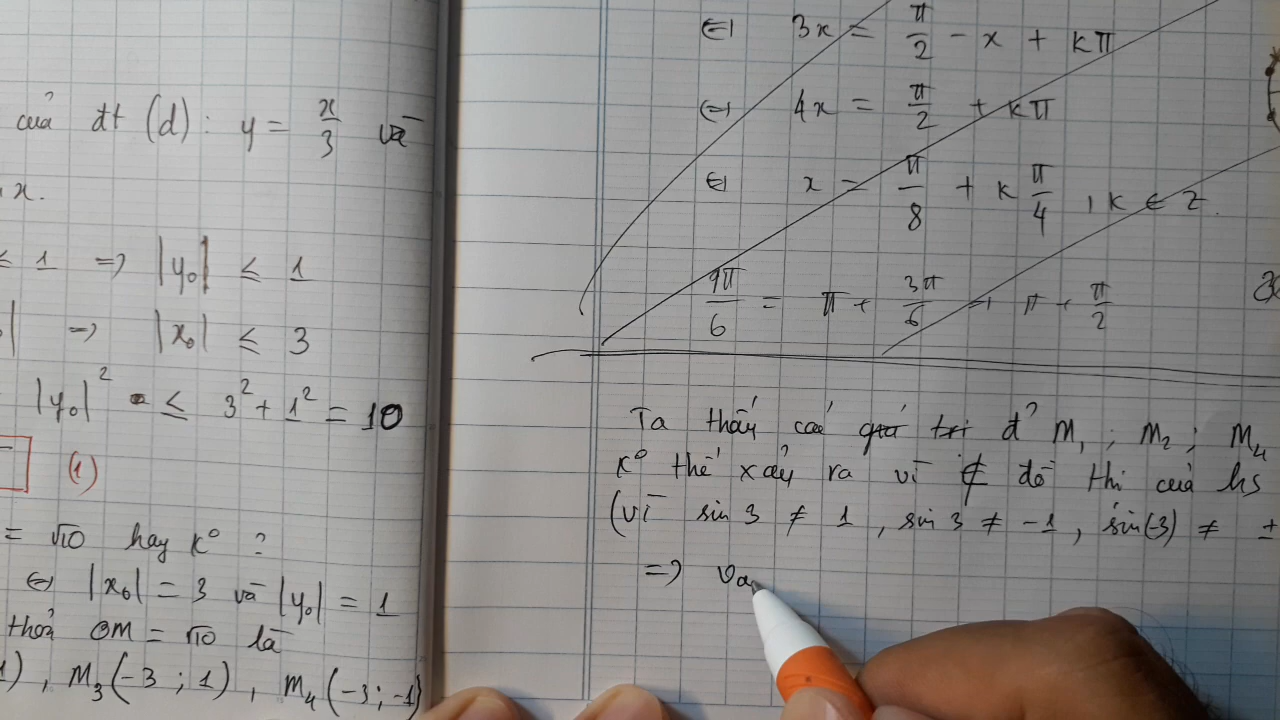 của đt (d): y = x/3 và
x.
≤ 1 => |y₀| ≤ 1
=> |x₀| ≤ 3
|y₀|² ≤ 3² + 1² = 10
(1)
= √10 hay k° ?
<=> |x₀| = 3 và |y₀| = 1
thoả OM = √10 là
1), M₃(-3; 1), M₄(-3; -1)
<=> 3x = π/2 - x + kπ
<=> 4x = π/2 + kπ
<=> x = π/8 + k π/4, k ∈ Z.
9π/6 = π + 3π/6 = π + π/2
Ta thấy các giá trị đ' M₁; M₂; M₄
k° thể xảy ra vì ∉ đồ thị của hs
(vì sin 3 ≠ 1, sin 3 ≠ -1, sin(-3) ≠ ±
=> Va